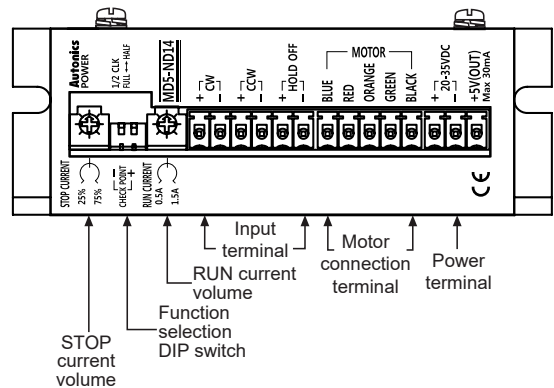 Autonics
POWER
1/2 CLK
FULL ↔ HALF
MD5-ND14
+ CW -
+ CCW -
+ HOLD OFF -
MOTOR
BLUE
RED
ORANGE
GREEN
BLACK
+ 20-35VDC -
+5V(OUT)
Max 30mA
STOP CURRENT
25%
75%
- CHECK POINT +
RUN CURRENT
0.5A
1.5A
CE
Input
terminal
Motor
connection
terminal
Power
terminal
RUN current
volume
Function
selection
DIP switch
STOP
current
volume